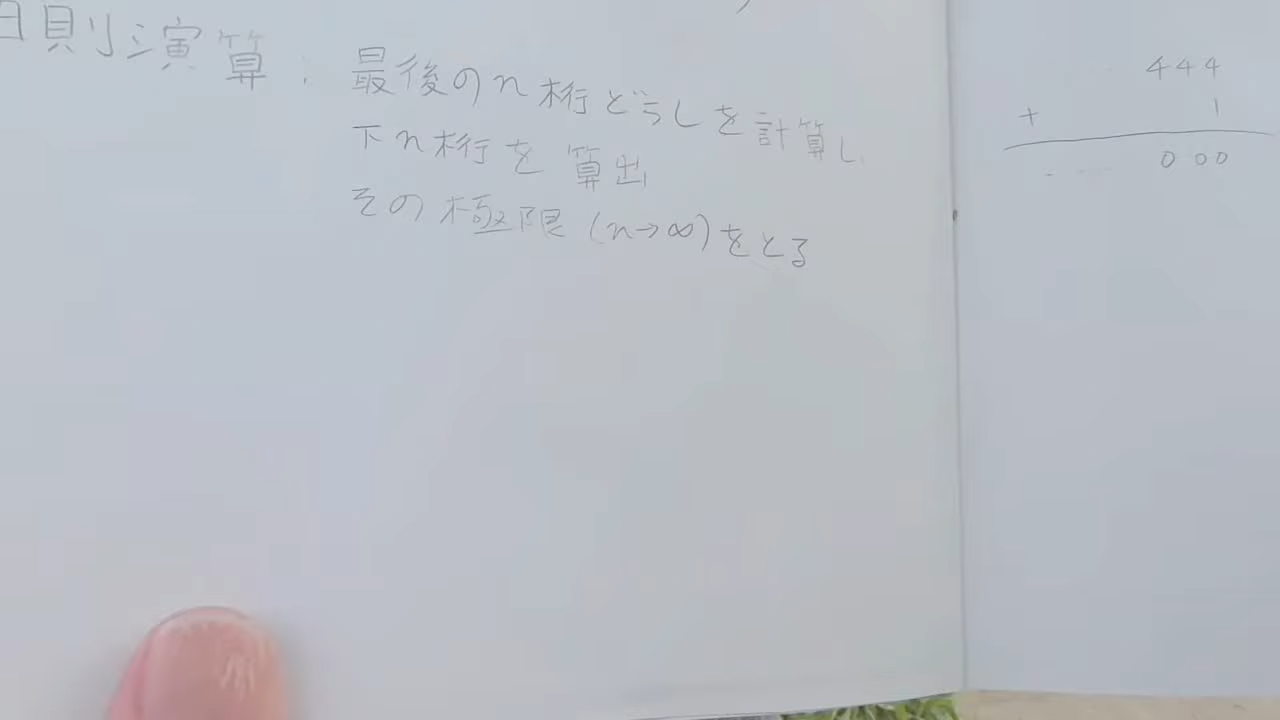 則演算：最後のn桁どうしを計算し
下n桁を算出
その極限(n→∞)をとる
444
+ 1
..... 000